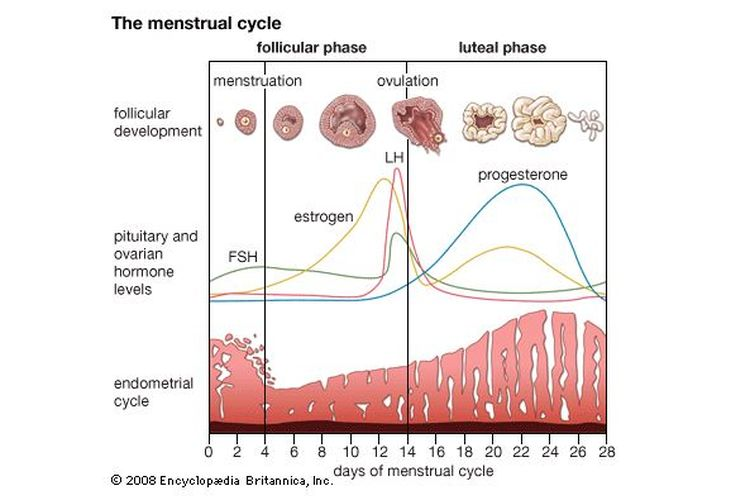 The menstrual cycle
follicular phase
luteal phase
menstruation
ovulation
follicular
development
LH
progesterone
estrogen
pituitary and
ovarian
hormone
levels
FSH
endometrial
cycle
0 2 4 6 8 10 12 14 16 18 20 22 24 26 28
days of menstrual cycle
© 2008 Encyclopædia Britannica, Inc.